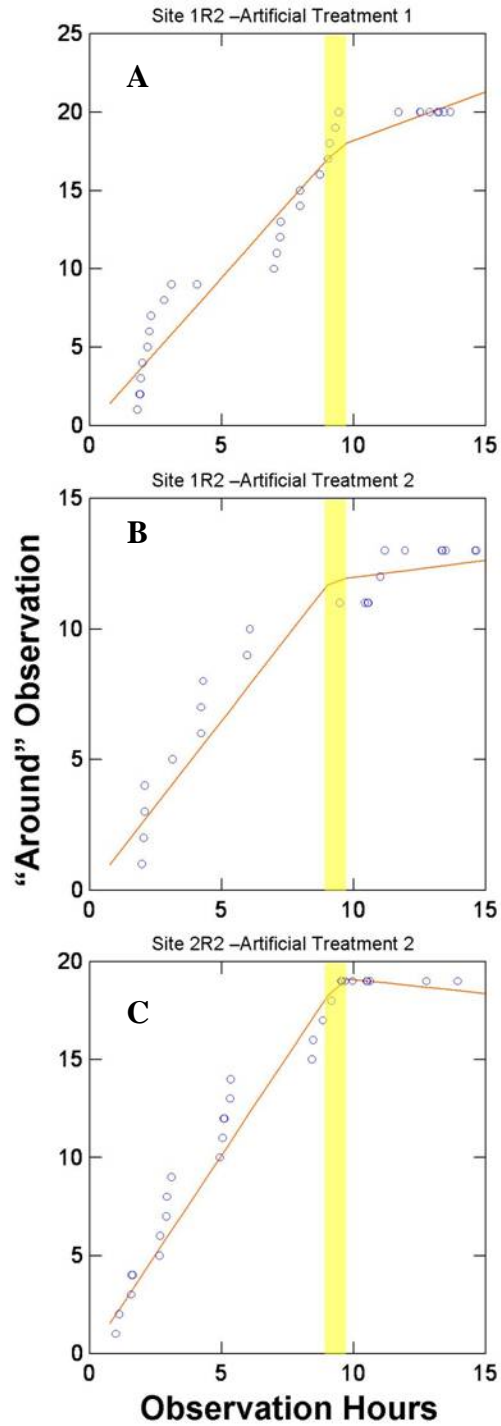 Site 1R2 –Artificial Treatment 1
A
25
20
15
10
5
0
0 5 10 15
Site 1R2 –Artificial Treatment 2
B
15
10
5
0
0 5 10 15
Site 2R2 –Artificial Treatment 2
C
20
15
10
5
0
0 5 10 15
“Around” Observation
Observation Hours